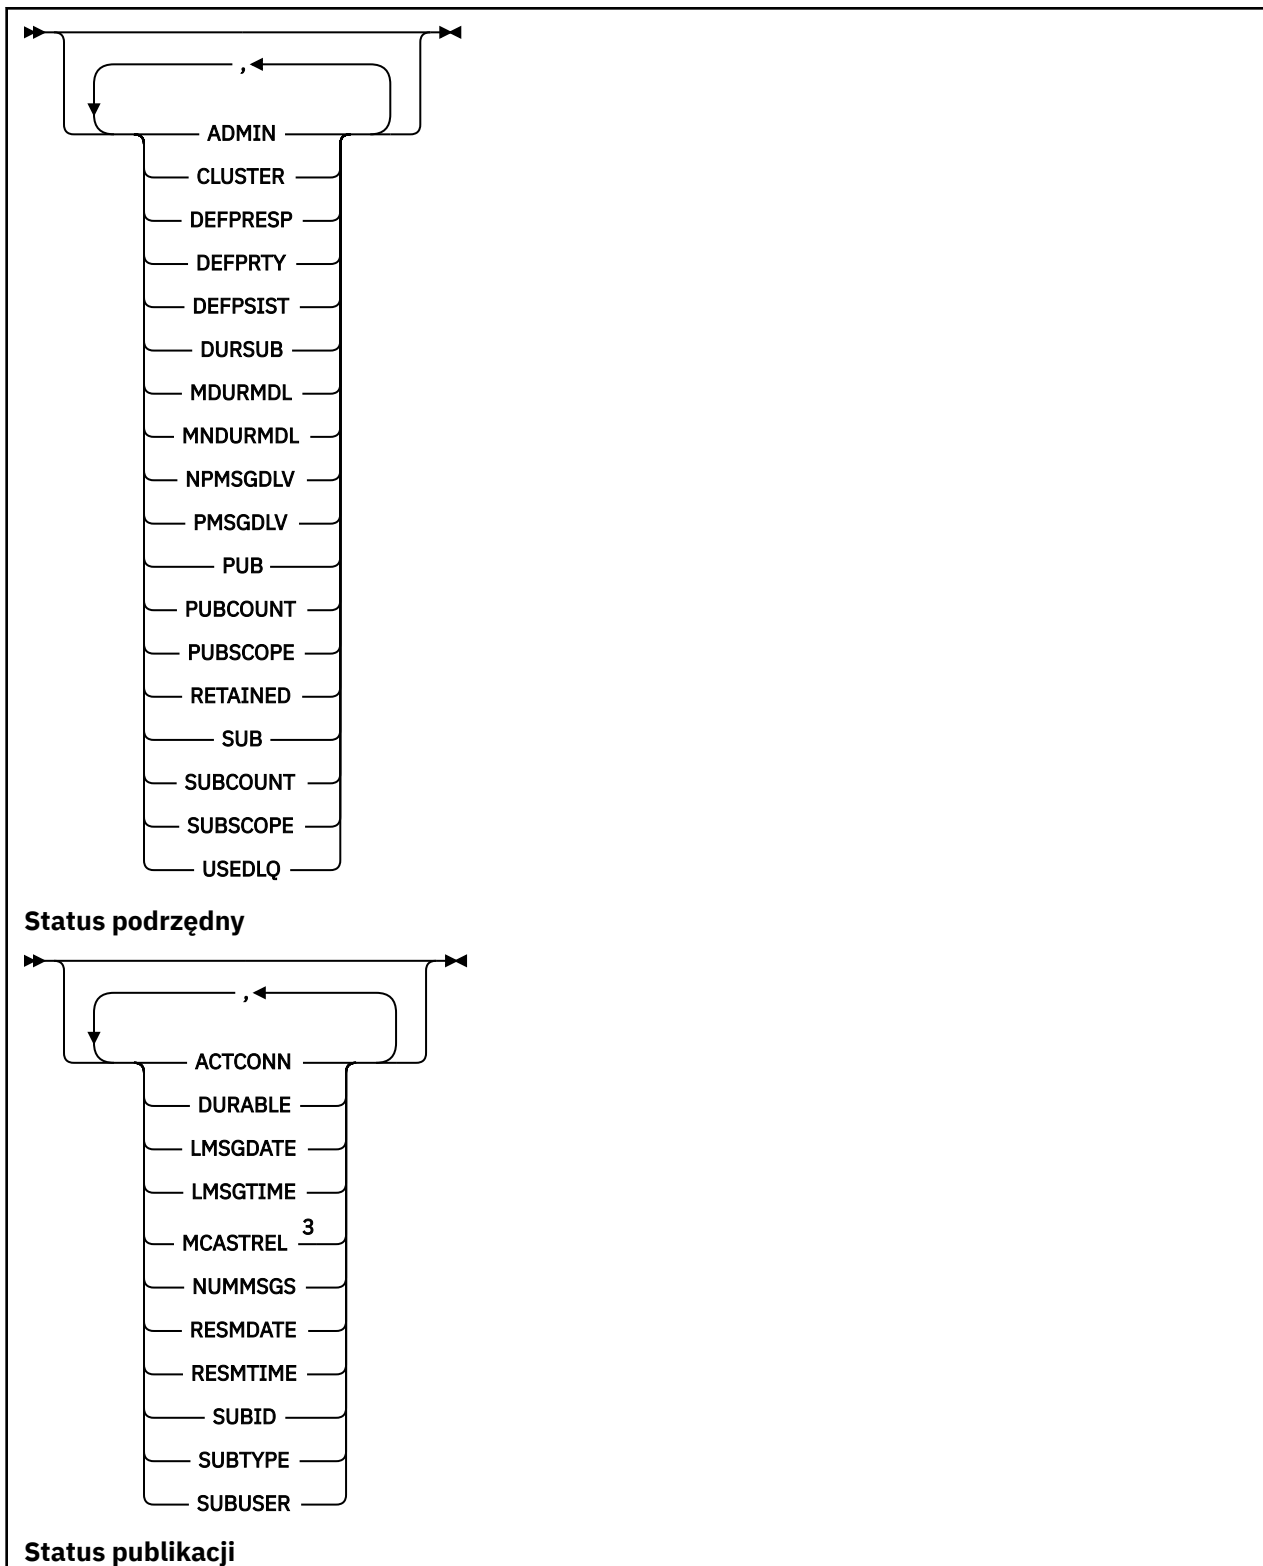 ,
ADMIN
CLUSTER
DEFPRESP
DEFPRTY
DEFPSIST
DURSUB
MDURMDL
MNDURMDL
NPMSGDLV
PMSGDLV
PUB
PUBCOUNT
PUBSCOPE
RETAINED
SUB
SUBCOUNT
SUBSCOPE
USEDLQ
Status podrzędny
,
ACTCONN
DURABLE
LMSGDATE
LMSGTIME
MCASTREL 3
NUMMSGS
RESMDATE
RESMTIME
SUBID
SUBTYPE
SUBUSER
Status publikacji